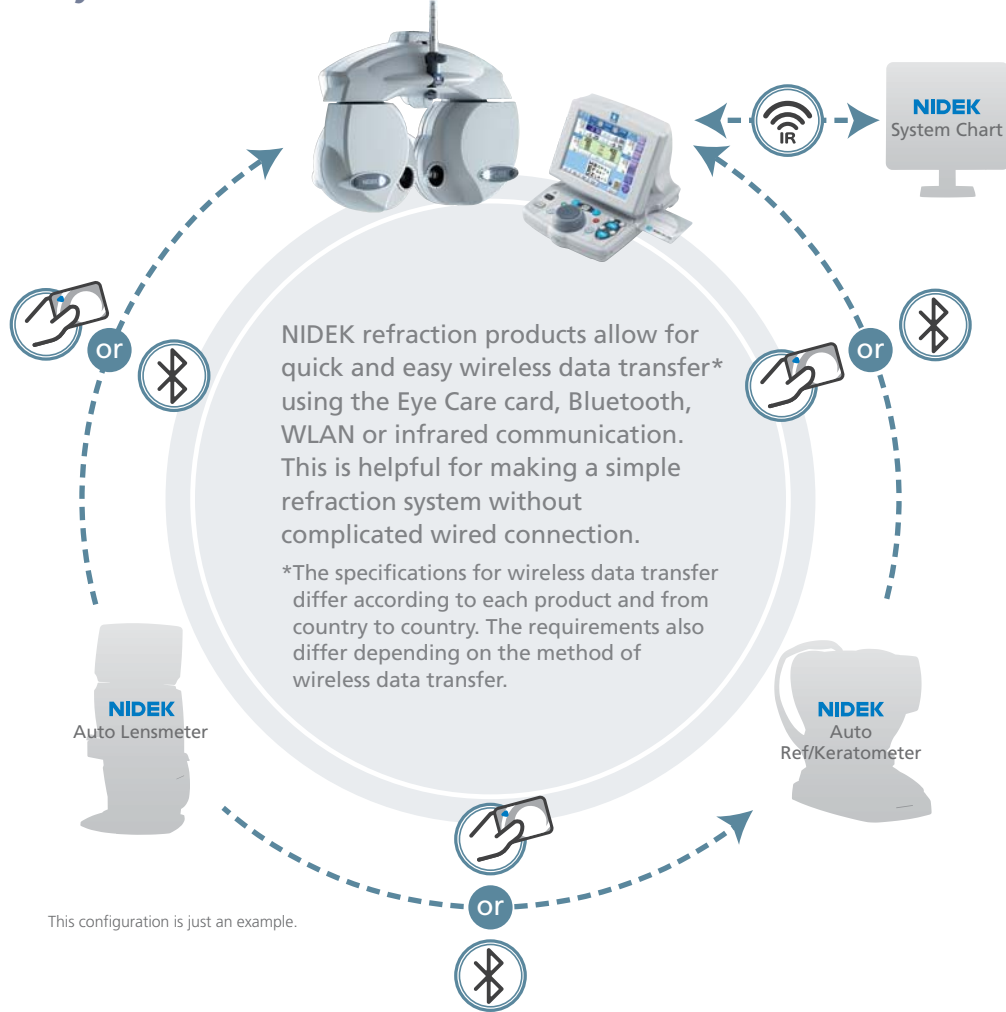 IR
NIDEK
System Chart
or
or
NIDEK refraction products allow for
quick and easy wireless data transfer*
using the Eye Care card, Bluetooth,
WLAN or infrared communication.
This is helpful for making a simple
refraction system without
complicated wired connection.
*The specifications for wireless data transfer
differ according to each product and from
country to country. The requirements also
differ depending on the method of
wireless data transfer.
NIDEK
Auto Lensmeter
NIDEK
Auto
Ref/Keratometer
or
This configuration is just an example.